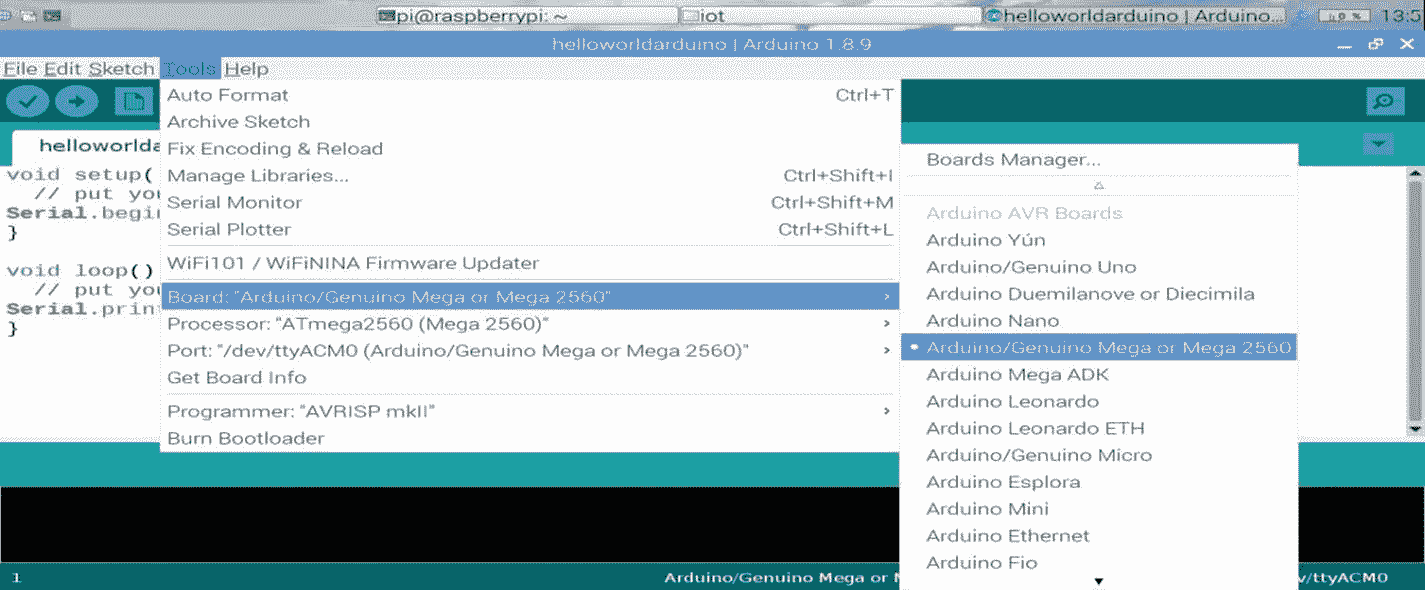 pi@raspberrypi: ~ iot helloworldarduino | Arduino... 13:5
helloworldarduino | Arduino 1.8.9
File Edit Sketch Tools Help
Auto Format Ctrl+T
Archive Sketch
Fix Encoding & Reload
Manage Libraries... Ctrl+Shift+I
Serial Monitor Ctrl+Shift+M
Serial Plotter Ctrl+Shift+L
WiFi101 / WiFiNINA Firmware Updater
Board: "Arduino/Genuino Mega or Mega 2560"
Processor: "ATmega2560 (Mega 2560)"
Port: "/dev/ttyACM0 (Arduino/Genuino Mega or Mega 2560)"
Get Board Info
Programmer: "AVRISP mkII"
Burn Bootloader
Boards Manager...
Arduino AVR Boards
Arduino Yún
Arduino/Genuino Uno
Arduino Duemilanove or Diecimila
Arduino Nano
Arduino/Genuino Mega or Mega 2560
Arduino Mega ADK
Arduino Leonardo
Arduino Leonardo ETH
Arduino/Genuino Micro
Arduino Esplora
Arduino Mini
Arduino Ethernet
Arduino Fio
helloworlda
void setup(
// put you
Serial.begi
}
void loop()
// put you
Serial.prin
}
1 Arduino/Genuino Mega or M v/ttyACM0